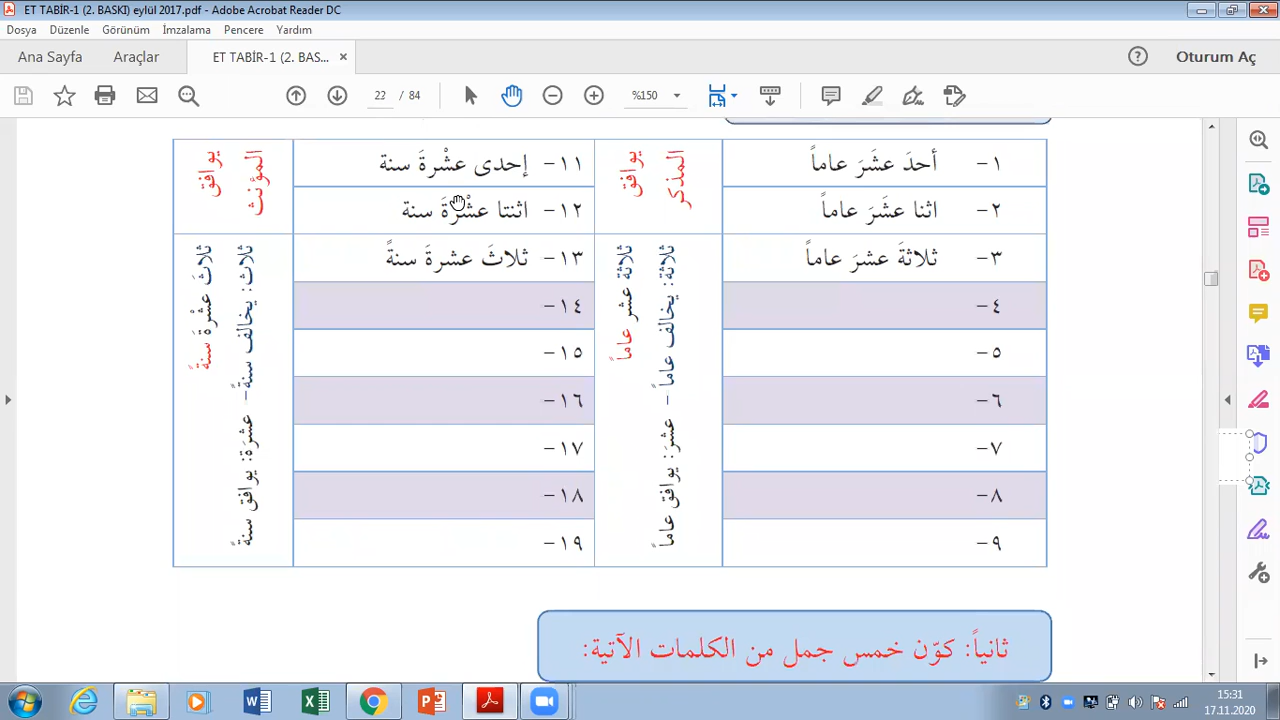 ET TABİR-1 (2. BASKI) eylül 2017.pdf - Adobe Acrobat Reader DC
Dosya Düzenle Görünüm İmzalama Pencere Yardım
Ana Sayfa Araçlar ET TABİR-1 (2. BAS... × Oturum Aç
22 / 84 %150
١- أحدَ عشَرَ عاماً
المذكر
يوافق
١١- إحدى عشْرةَ سنة
المؤنث
يوافق
٢- اثنا عشَرَ عاماً
١٢- اثنتا عشْرَةَ سنة
٣- ثلاثةَ عشرَ عاماً
ثلاثة: يخالف عاماً - عشرَ: يوافق عاماً
ثلاثة عشر عاماً
١٣- ثلاثَ عشرةَ سنةً
ثلاث: يخالف سنةً - عشرَة: يوافق سنةً
ثلاثَ عشْرة سنةً
٤-
١٤-
٥-
١٥-
٦-
١٦-
٧-
١٧-
٨-
١٨-
٩-
١٩-
ثانياً: كوّن خمس جمل من الكلمات الآتية:
15:31
17.11.2020